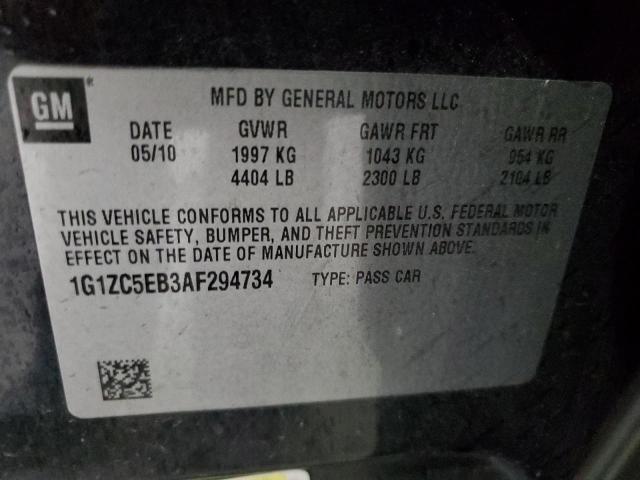 GM
MFD BY GENERAL MOTORS LLC
DATE GVWR GAWR FRT GAWR RR
05/10 1997 KG 1043 KG 954 KG
4404 LB 2300 LB 2104 LB
THIS VEHICLE CONFORMS TO ALL APPLICABLE U.S. FEDERAL MOTOR
VEHICLE SAFETY, BUMPER, AND THEFT PREVENTION STANDARDS IN
EFFECT ON THE DATE OF MANUFACTURE SHOWN ABOVE.
1G1ZC5EB3AF294734 TYPE: PASS CAR